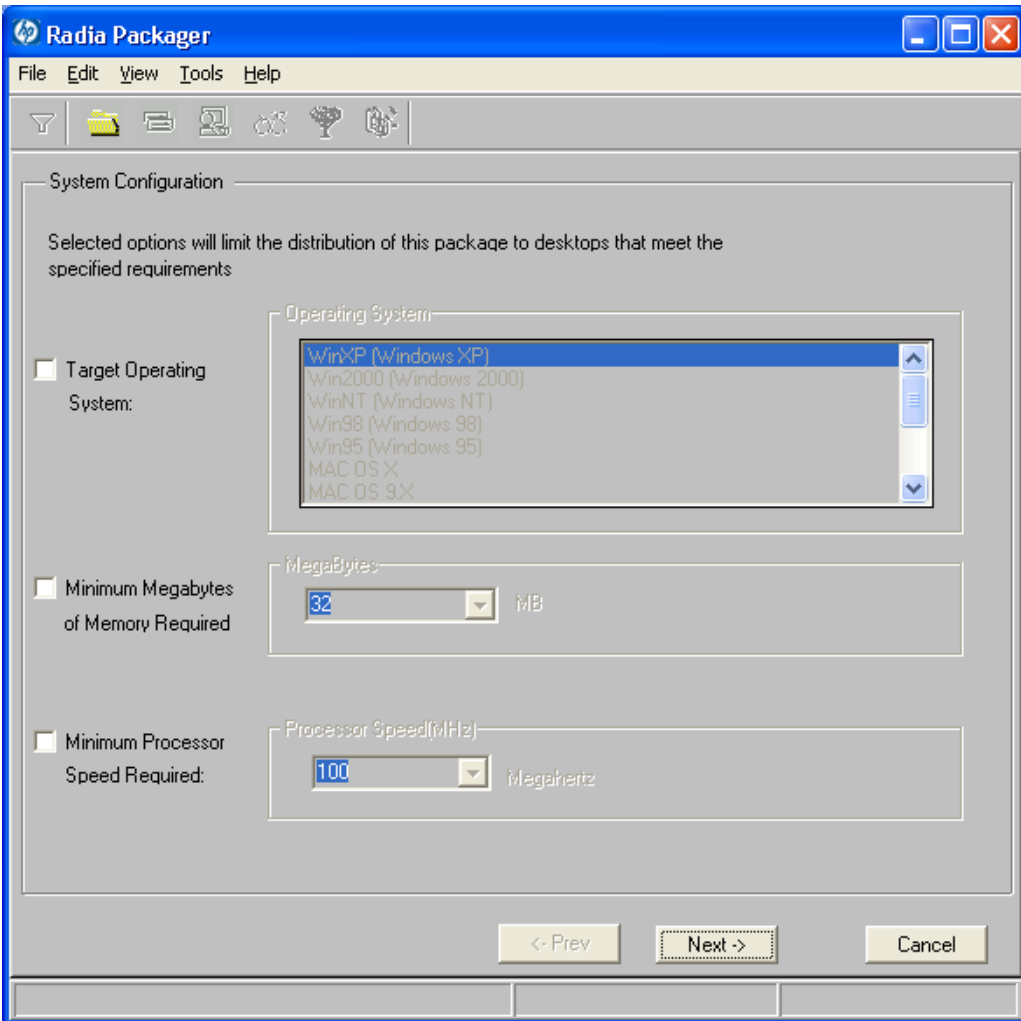 hp Radia Packager
File Edit View Tools Help
System Configuration
Selected options will limit the distribution of this package to desktops that meet the
specified requirements
Operating System
Target Operating
System:
WinXP (Windows XP)
Win2000 (Windows 2000)
WinNT (Windows NT)
Win98 (Windows 98)
Win95 (Windows 95)
MAC OS X
MAC OS 9.X
MegaBytes
Minimum Megabytes
of Memory Required
32 MB
Processor Speed(MHz)
Minimum Processor
Speed Required:
100 Megahertz
<- Prev Next -> Cancel